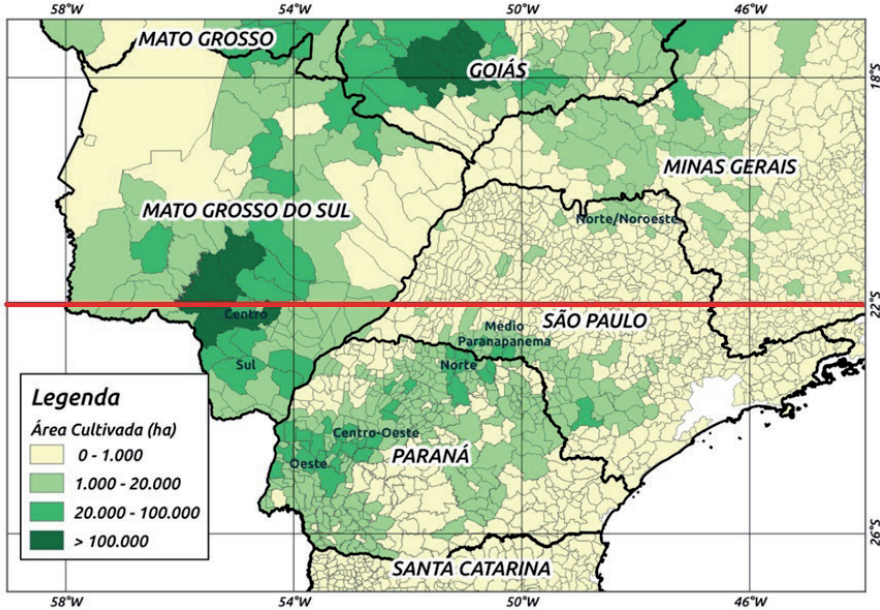 58°W 54°W 50°W 46°W
MATO GROSSO
GOIÁS
18°S
MINAS GERAIS
MATO GROSSO DO SUL
Norte/Noroeste
22°S
Centro
SÃO PAULO
Médio
Paranapanema
Sul
Norte
Legenda
Área Cultivada (ha)
0 - 1.000
1.000 - 20.000
20.000 - 100.000
> 100.000
Centro-Oeste
Oeste
PARANÁ
26°S
SANTA CATARINA
58°W 54°W 50°W 46°W